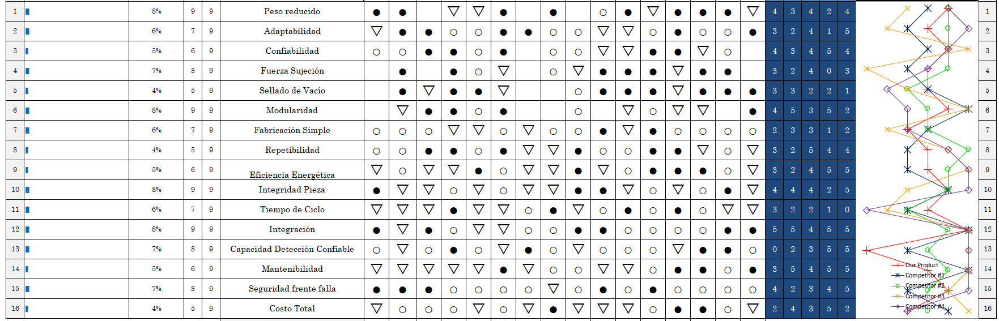 1 8% 9 9 Peso reducido ● ● ▽ ▽ ● ● ○ ● ▽ ● ● ● ▽ 4 3 4 2 4 1
2 6% 7 9 Adaptabilidad ▽ ● ● ○ ○ ● ● ○ ○ ▽ ▽ ○ ● ○ ○ ● 3 2 4 1 5 2
3 5% 6 9 Confiabilidad ○ ○ ● ● ○ ● ○ ○ ▽ ▽ ● ● ▽ ○ 4 3 4 5 4 3
4 7% 8 9 Fuerza Sujeción ● ● ○ ▽ ○ ▽ ● ● ● ▽ ● ● 3 2 4 0 3 4
5 4% 5 9 Sellado de Vacío ● ▽ ● ● ▽ ○ ● ● ● ▽ ● ● ● 3 3 2 2 1 5
6 8% 9 9 Modularidad ▽ ● ● ○ ● ○ ▽ ○ ▽ ▽ ● 4 5 3 5 2 6
7 6% 7 9 Fabricación Simple ○ ○ ○ ▽ ▽ ○ ▽ ○ ○ ● ▽ ● ○ ○ ○ ○ 2 3 3 1 2 7
8 4% 5 9 Repetibilidad ○ ○ ● ● ○ ● ▽ ▽ ● ○ ○ ● ● ▽ ○ ▽ 3 2 5 4 4 8
9 5% 6 9 Eficiencia Energética ▽ ○ ▽ ▽ ● ○ ▽ ▽ ● ▽ ○ ● ● ● ○ ▽ 3 2 4 5 5 9
10 8% 9 9 Integridad Pieza ● ▽ ▽ ○ ▽ ○ ▽ ▽ ● ● ▽ ○ ▽ ○ ● ▽ 4 4 4 2 5 10
11 6% 7 9 Tiempo de Ciclo ▽ ▽ ▽ ● ▽ ▽ ○ ● ▽ ○ ● ○ ● ○ ▽ ▽ 3 2 2 1 0 11
12 8% 9 9 Integración ● ▽ ● ○ ▽ ▽ ○ ○ ● ● ○ ○ ○ ○ ● ● 5 5 4 5 5 12
13 7% 8 9 Capacidad Detección Confiable ○ ▽ ○ ● ○ ▽ ● ○ ▽ ○ ○ ○ ▽ ● ● ○ 0 2 3 5 5 13
14 5% 6 9 Mantenibilidad ▽ ▽ ▽ ▽ ▽ ● ▽ ○ ○ ▽ ▽ ○ ● ● ○ ● 3 5 4 5 5 14
Our Product
Competitor #1
15 7% 8 9 Seguridad frente falla ● ● ● ○ ○ ○ ○ ▽ ○ ● ○ ● ○ ○ ○ ○ 4 2 3 4 5 15
Competitor #2
Competitor #3
16 4% 5 9 Costo Total ▽ ○ ○ ○ ▽ ○ ▽ ● ▽ ▽ ▽ ○ ● ● ○ ▽ 2 4 3 5 2 16
Competitor #4